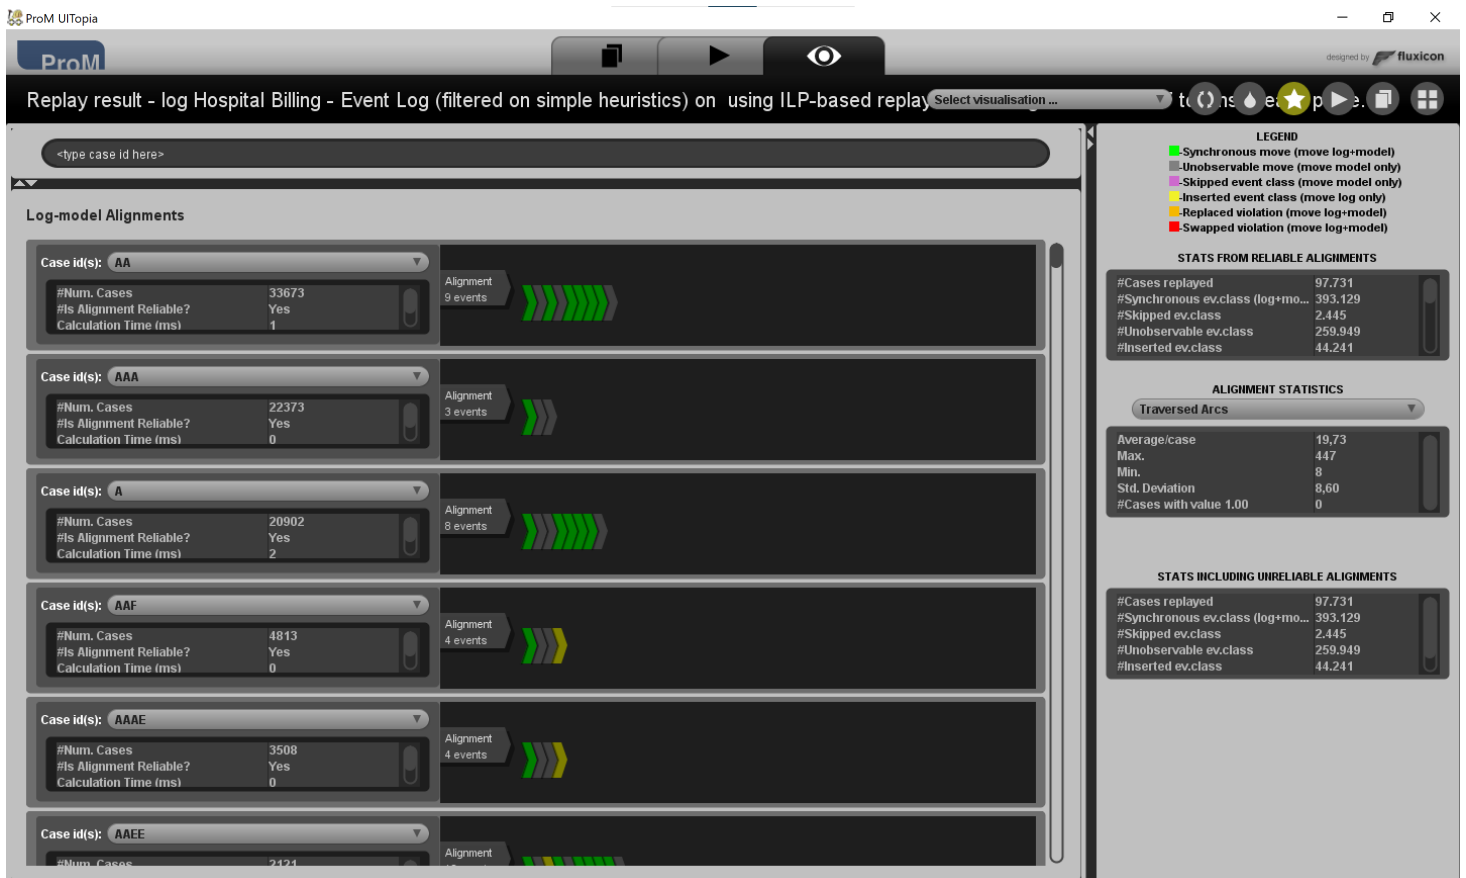 ProM UITopia
ProM
designed by fluxicon
Replay result - log Hospital Billing - Event Log (filtered on simple heuristics) on using ILP-based replay
Select visualisation ...
<type case id here>
Log-model Alignments
Case id(s): AA
#Num. Cases 33673
#Is Alignment Reliable? Yes
Calculation Time (ms) 1
Alignment
9 events
Case id(s): AAA
#Num. Cases 22373
#Is Alignment Reliable? Yes
Calculation Time (ms) 0
Alignment
3 events
Case id(s): A
#Num. Cases 20902
#Is Alignment Reliable? Yes
Calculation Time (ms) 2
Alignment
8 events
Case id(s): AAF
#Num. Cases 4813
#Is Alignment Reliable? Yes
Calculation Time (ms) 0
Alignment
4 events
Case id(s): AAAE
#Num. Cases 3508
#Is Alignment Reliable? Yes
Calculation Time (ms) 0
Alignment
4 events
Case id(s): AAEE
#Num. Cases 2121
Alignment
LEGEND
-Synchronous move (move log+model)
-Unobservable move (move model only)
-Skipped event class (move model only)
-Inserted event class (move log only)
-Replaced violation (move log+model)
-Swapped violation (move log+model)
STATS FROM RELIABLE ALIGNMENTS
#Cases replayed 97.731
#Synchronous ev.class (log+mo... 393.129
#Skipped ev.class 2.445
#Unobservable ev.class 259.949
#Inserted ev.class 44.241
ALIGNMENT STATISTICS
Traversed Arcs
Average/case 19,73
Max. 447
Min. 8
Std. Deviation 8,60
#Cases with value 1.00 0
STATS INCLUDING UNRELIABLE ALIGNMENTS
#Cases replayed 97.731
#Synchronous ev.class (log+mo... 393.129
#Skipped ev.class 2.445
#Unobservable ev.class 259.949
#Inserted ev.class 44.241